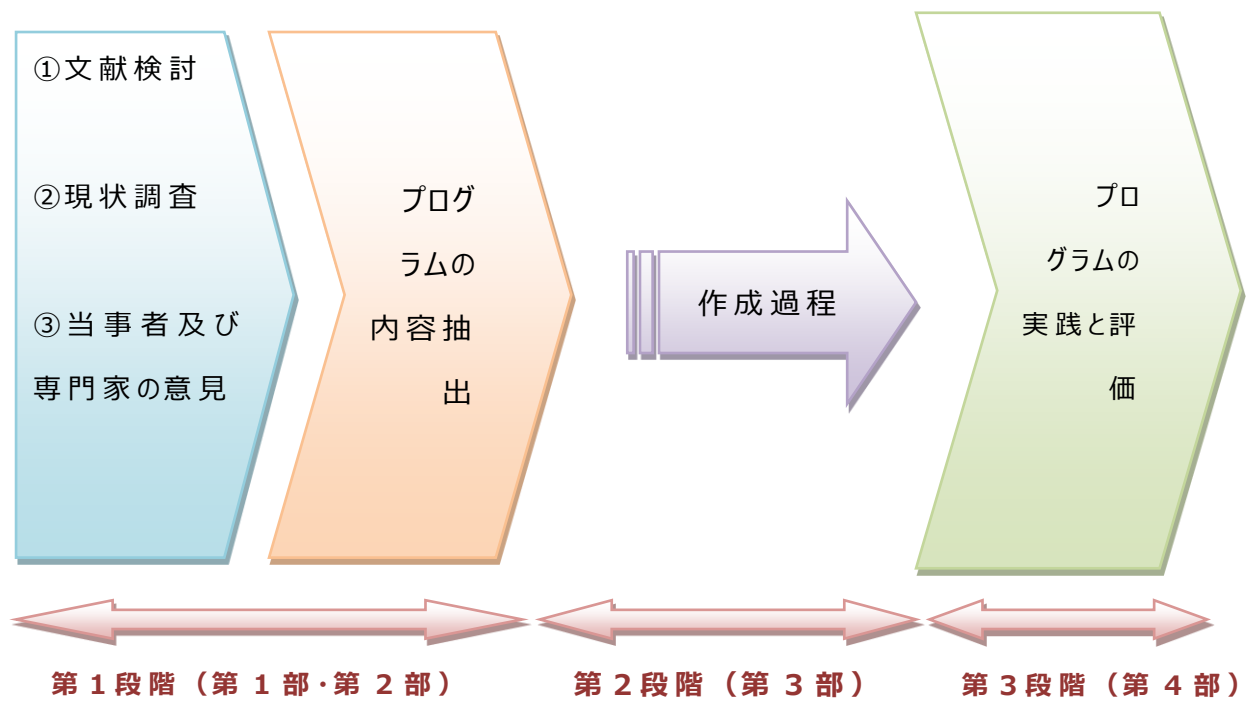 ①文献検討
②現状調査
③当事者及び
専門家の意見
プログ
ラムの
内容抽
出
作成過程
プロ
グラムの
実践と評
価
第1段階（第1部･第2部）
第2段階（第3部）
第3段階（第4部）